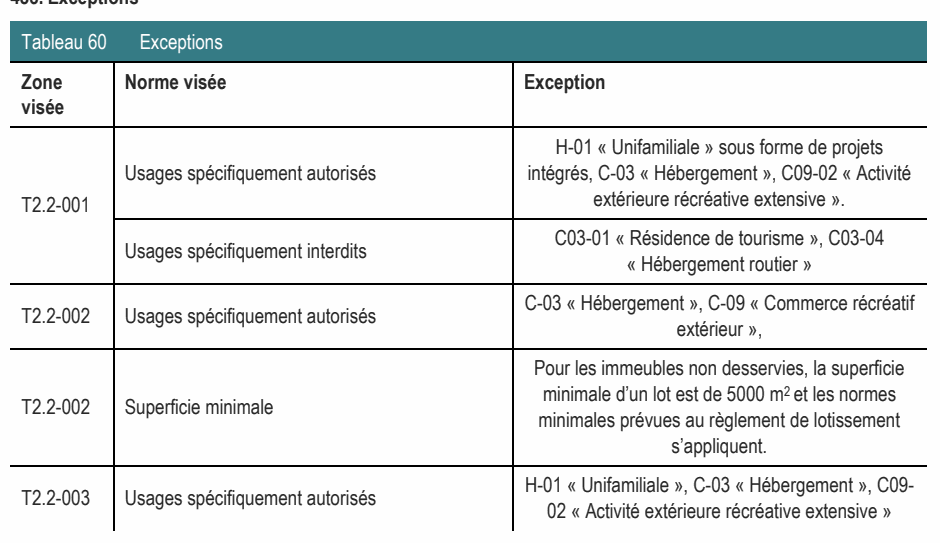 Exceptions
Tableau 60 Exceptions
Zone
visée
Norme visée
Exception
T2.2-001
Usages spécifiquement autorisés
H-01 « Unifamiliale » sous forme de projets
intégrés, C-03 « Hébergement », C09-02 « Activité
extérieure récréative extensive ».
Usages spécifiquement interdits
C03-01 « Résidence de tourisme », C03-04
« Hébergement routier »
T2.2-002
Usages spécifiquement autorisés
C-03 « Hébergement », C-09 « Commerce récréatif
extérieur »,
T2.2-002
Superficie minimale
Pour les immeubles non desservies, la superficie
minimale d'un lot est de 5000 m² et les normes
minimales prévues au règlement de lotissement
s'appliquent.
T2.2-003
Usages spécifiquement autorisés
H-01 « Unifamiliale », C-03 « Hébergement », C09-
02 « Activité extérieure récréative extensive »